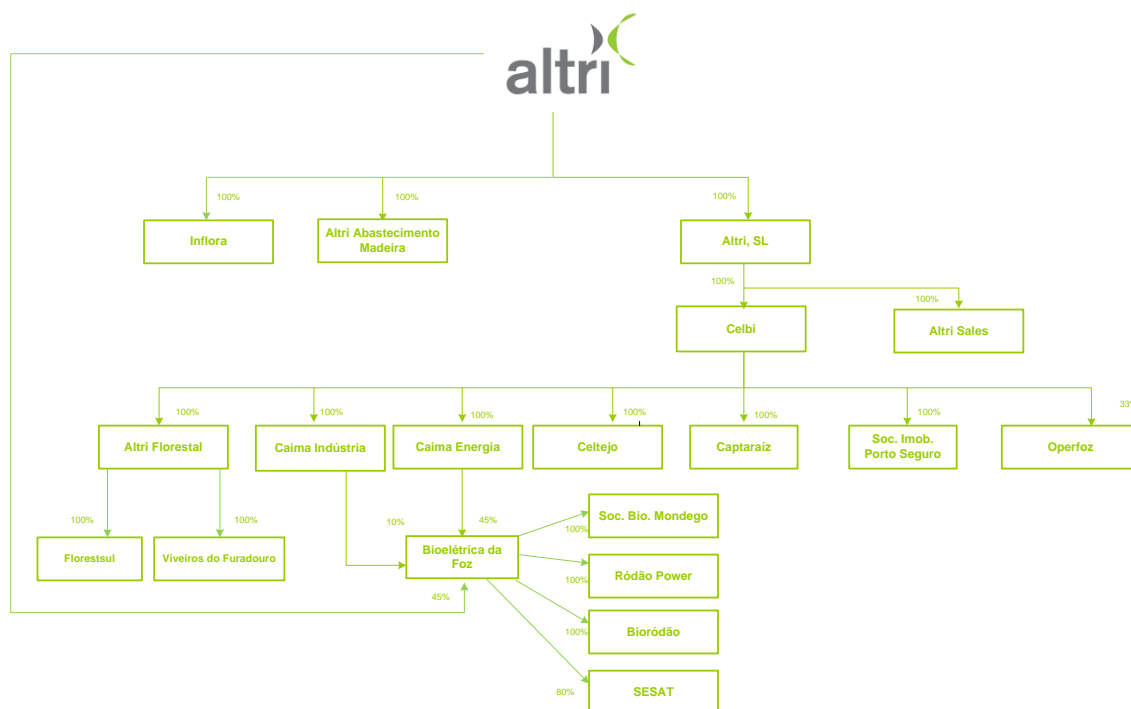 altri
100%
100%
100%
Inflora
Altri Abastecimento
Madeira
Altri, SL
100%
100%
Celbi
Altri Sales
100%
100%
100%
100%
100%
100%
33%
Altri Florestal
Caima Indústria
Caima Energia
Celtejo
Captaraíz
Soc. Imob.
Porto Seguro
Operfoz
100%
100%
10%
45%
Soc. Bio. Mondego
100%
Florestsul
Viveiros do Furadouro
Bioelétrica da
Foz
Ródão Power
100%
45%
Bioródão
100%
SESAT
80%